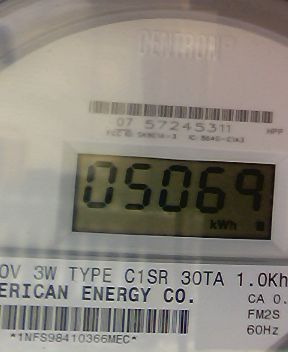 CENTRON
07 57245311
HPP
05069
kWh
0V 3W TYPE C1SR 30TA 1.0Kh
ERICAN ENERGY CO.
CA 0.
FM2S
60Hz
*1NFS98410366MEC*